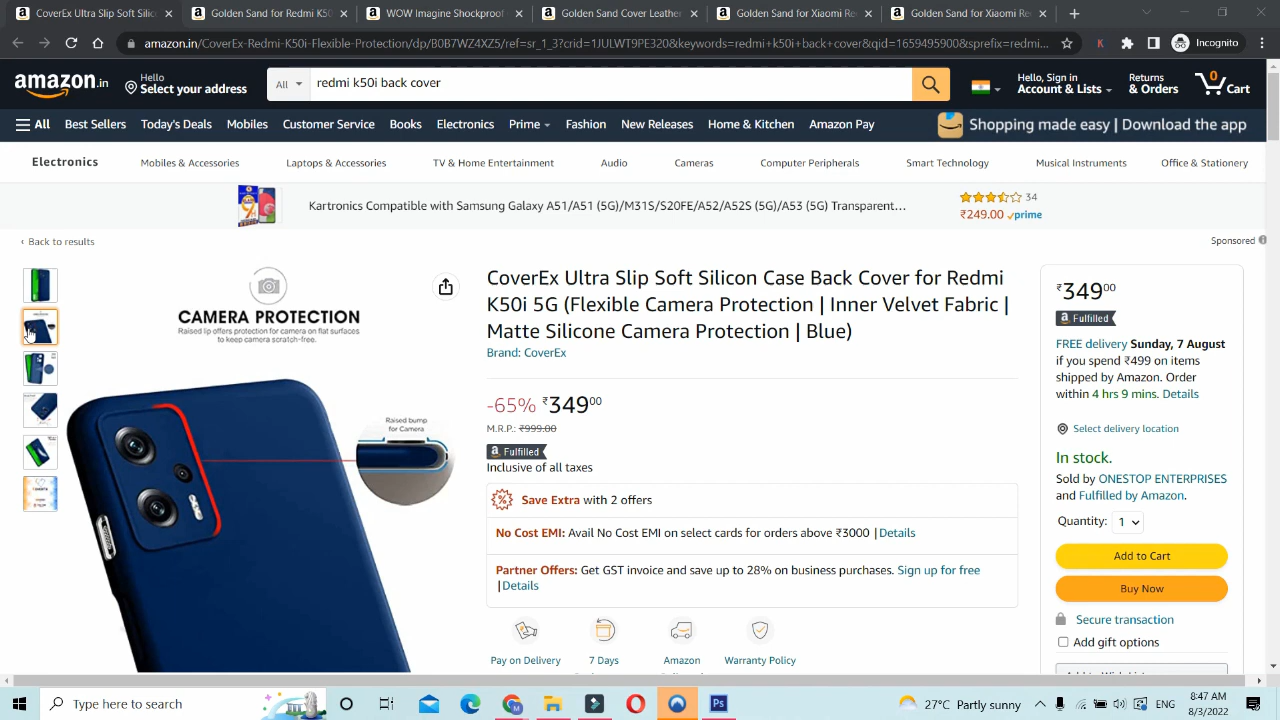 CoverEx Ultra Slip Soft Silicon
Golden Sand Cover for Redmi K50
WOW Imagine Shockproof
Golden Sand Cover Leather
Golden Sand for Xiaomi Re
Golden Sand for Xiaomi Re
amazon.in/CoverEx-Redmi-K50i-Flexible-Protection/dp/B0B7WZ4XZ5/ref=sr_1_3?crid=1JULWT9PE320&keywords=redmi+k50i+back+cover&qid=1659495900&sprefix=redmi...
Incognito
amazon.in
Hello
Select your address
All
redmi k50i back cover
Hello, Sign in
Account & Lists
Returns
& Orders
0
Cart
All
Best Sellers
Today's Deals
Mobiles
Customer Service
Books
Electronics
Prime
Fashion
New Releases
Home & Kitchen
Amazon Pay
Shopping made easy | Download the app
Electronics
Mobiles & Accessories
Laptops & Accessories
TV & Home Entertainment
Audio
Cameras
Computer Peripherals
Smart Technology
Musical Instruments
Office & Stationery
Kartronics Compatible with Samsung Galaxy A51/A51 (5G)/M31S/S20FE/A52/A52S (5G)/A53 (5G) Transparent…
34
₹249.00 prime
‹ Back to results
Sponsored
CAMERA PROTECTION
Raised lip offers protection for camera on flat surfaces
to keep camera scratch-free.
Raised bump
for Camera
CoverEx Ultra Slip Soft Silicon Case Back Cover for Redmi
K50i 5G (Flexible Camera Protection | Inner Velvet Fabric |
Matte Silicone Camera Protection | Blue)
Brand: CoverEx
-65% ₹349 00
M.R.P.: ₹999.00
Fulfilled
Inclusive of all taxes
Save Extra with 2 offers
No Cost EMI: Avail No Cost EMI on select cards for orders above ₹3000 |Details
Partner Offers: Get GST invoice and save up to 28% on business purchases. Sign up for free
|Details
Pay on Delivery
7 Days
Amazon
Warranty Policy
₹349 00
Fulfilled
FREE delivery Sunday, 7 August
if you spend ₹499 on items
shipped by Amazon. Order
within 4 hrs 9 mins. Details
Select delivery location
In stock.
Sold by ONESTOP ENTERPRISES
and Fulfilled by Amazon.
Quantity: 1
Add to Cart
Buy Now
Secure transaction
Add gift options
Type here to search
27°C Partly sunny
ENG
8:47 AM
8/3/2022